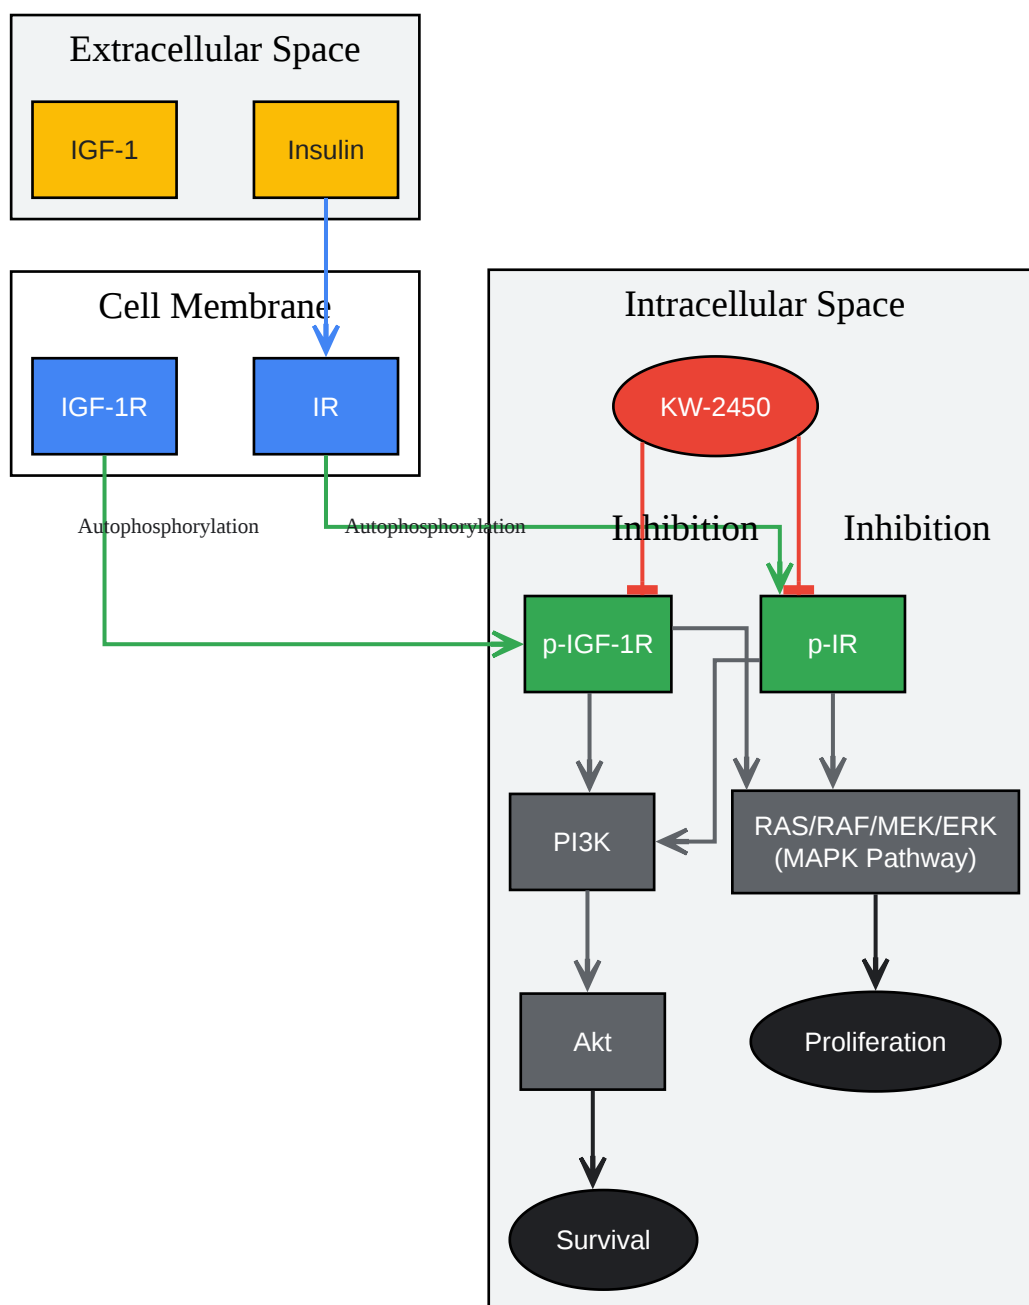 Extracellular Space
IGF-1
Insulin
Cell Membrane
IGF-1R
IR
Intracellular Space
KW-2450
Autophosphorylation
Autophosphorylation
Inhibition
Inhibition
p-IGF-1R
p-IR
PI3K
RAS/RAF/MEK/ERK
(MAPK Pathway)
Akt
Proliferation
Survival